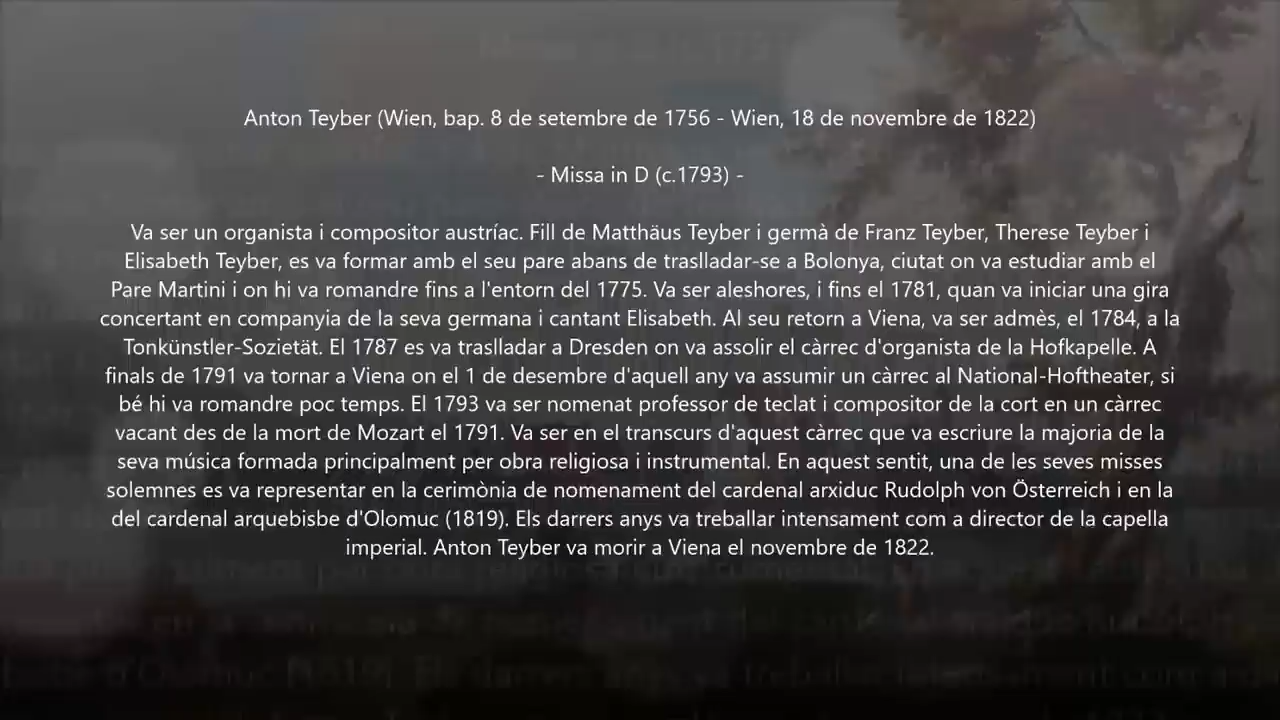 Anton Teyber (Wien, bap. 8 de setembre de 1756 - Wien, 18 de novembre de 1822)
- Missa in D (c.1793) -
Va ser un organista i compositor austríac. Fill de Matthäus Teyber i germà de Franz Teyber, Therese Teyber i
Elisabeth Teyber, es va formar amb el seu pare abans de traslladar-se a Bolonya, ciutat on va estudiar amb el
Pare Martini i on hi va romandre fins a l'entorn del 1775. Va ser aleshores, i fins el 1781, quan va iniciar una gira
concertant en companyia de la seva germana i cantant Elisabeth. Al seu retorn a Viena, va ser admès, el 1784, a la
Tonkünstler-Sozietät. El 1787 es va traslladar a Dresden on va assolir el càrrec d'organista de la Hofkapelle. A
finals de 1791 va tornar a Viena on el 1 de desembre d'aquell any va assumir un càrrec al National-Hoftheater, si
bé hi va romandre poc temps. El 1793 va ser nomenat professor de teclat i compositor de la cort en un càrrec
vacant des de la mort de Mozart el 1791. Va ser en el transcurs d'aquest càrrec que va escriure la majoria de la
seva música formada principalment per obra religiosa i instrumental. En aquest sentit, una de les seves misses
solemnes es va representar en la cerimònia de nomenament del cardenal arxiduc Rudolph von Österreich i en la
del cardenal arquebisbe d'Olomuc (1819). Els darrers anys va treballar intensament com a director de la capella
imperial. Anton Teyber va morir a Viena el novembre de 1822.